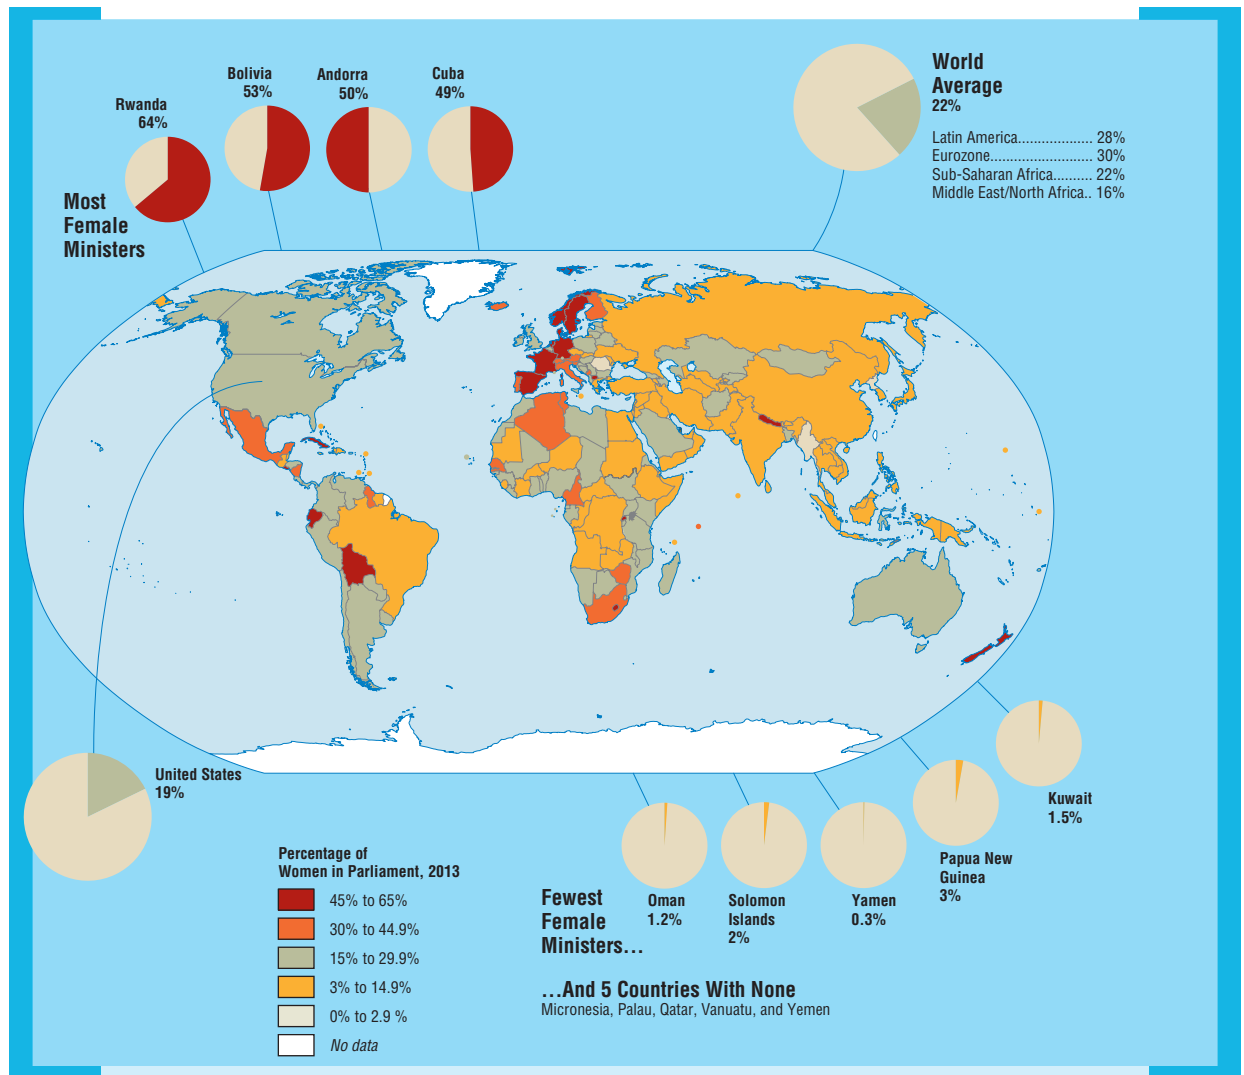 Rwanda
64%
Bolivia
53%
Andorra
50%
Cuba
49%
Most
Female
Ministers
World
Average
22%
Latin America................... 28%
Eurozone.......................... 30%
Sub-Saharan Africa.......... 22%
Middle East/North Africa.. 16%
United States
19%
Kuwait
1.5%
Papua New
Guinea
3%
Yamen
0.3%
Solomon
Islands
2%
Oman
1.2%
Fewest
Female
Ministers...
...And 5 Countries With None
Micronesia, Palau, Qatar, Vanuatu, and Yemen
Percentage of
Women in Parliament, 2013
45% to 65%
30% to 44.9%
15% to 29.9%
3% to 14.9%
0% to 2.9 %
No data